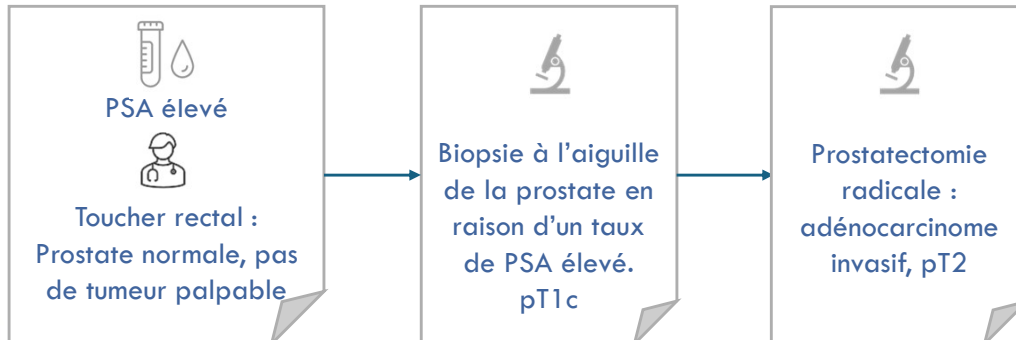 PSA élevé
Toucher rectal :
Prostate normale, pas
de tumeur palpable
Biopsie à l'aiguille
de la prostate en
raison d'un taux
de PSA élevé.
pT1c
Prostatectomie
radicale :
adénocarcinome
invasif, pT2